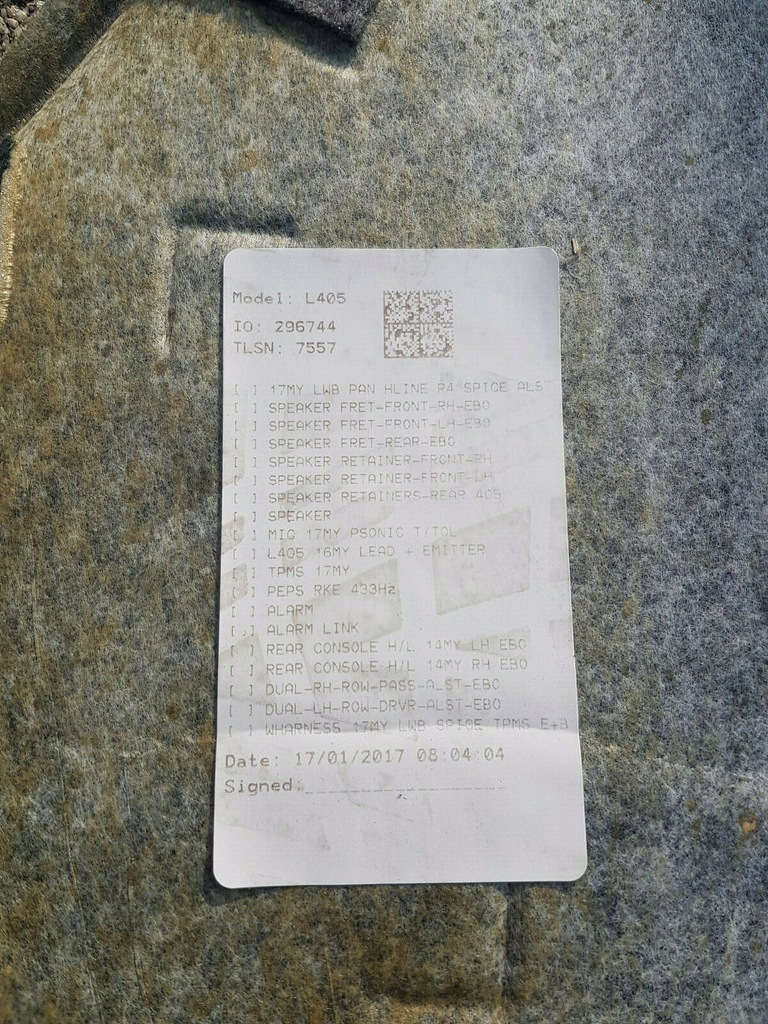 Model: L405
IO: 296744
TLSN: 7557
[ ] 17MY LWB PAN HLINE P4 SPICE ALST
[ ] SPEAKER FRET-FRONT-RH-EBO
[ ] SPEAKER FRET-FRONT-LH-EBO
[ ] SPEAKER FRET-REAR-EBO
[ ] SPEAKER RETAINER-FRONT-RH
[ ] SPEAKER RETAINER-FRONT-LH
[ ] SPEAKER RETAINERS-REAR 405
[ ] SPEAKER
[ ] MIC 17MY PSONIC T/TOL
[ ] L405 16MY LEAD + EMITTER
[ ] TPMS 17MY
[ ] PEPS RKE 433Hz
[ ] ALARM
[ ] ALARM LINK
[ ] REAR CONSOLE H/L 14MY LH EBO
[ ] REAR CONSOLE H/L 14MY RH EBO
[ ] DUAL-RH-ROW-PASS-ALST-EBO
[ ] DUAL-LH-ROW-DRVR-ALST-EBO
[ ] WHARNESS 17MY LWB SPICE TPMS E+B
Date: 17/01/2017 08:04:04
Signed:_________________